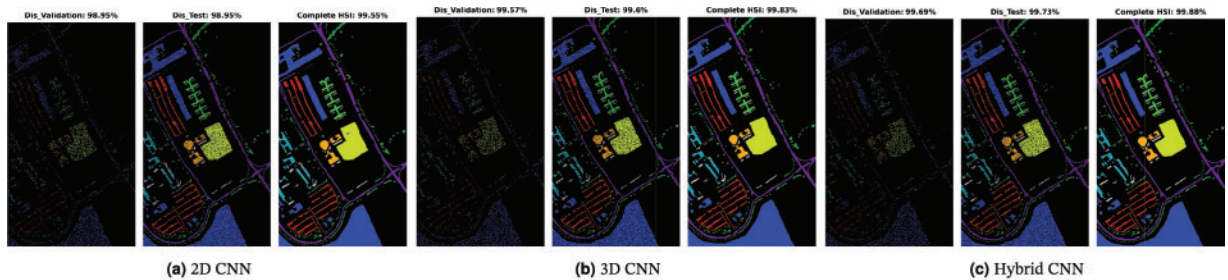 Dis_Validation: 98.95%
Dis_Test: 98.95%
Complete HSI: 99.55%
Dis_Validation: 99.57%
Dis_Test: 99.6%
Complete HSI: 99.83%
Dis_Validation: 99.69%
Dis_Test: 99.73%
Complete HSI: 99.88%
(a) 2D CNN
(b) 3D CNN
(c) Hybrid CNN